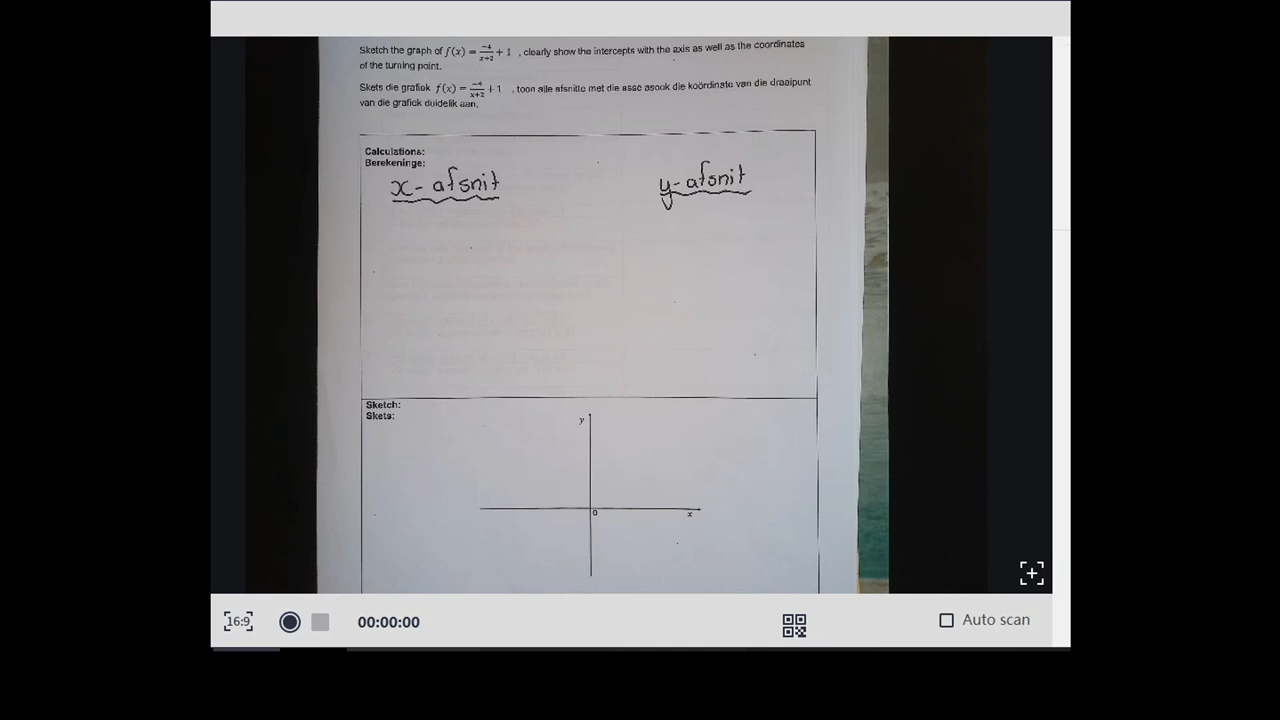 Sketch the graph of f(x) = -4/(x+2) + 1 , clearly show the intercepts with the axis as well as the coordinates
of the turning point.
Skets die grafiek f(x) = -4/(x+2) + 1 , toon alle afsnitte met die asse asook die koördinate van die draaipunt
van die grafiek duidelik aan.
Calculations:
Berekeninge:
x- afsnit
y- afsnit
Sketch:
Skets:
y
0
x
16:9
00:00:00
Auto scan